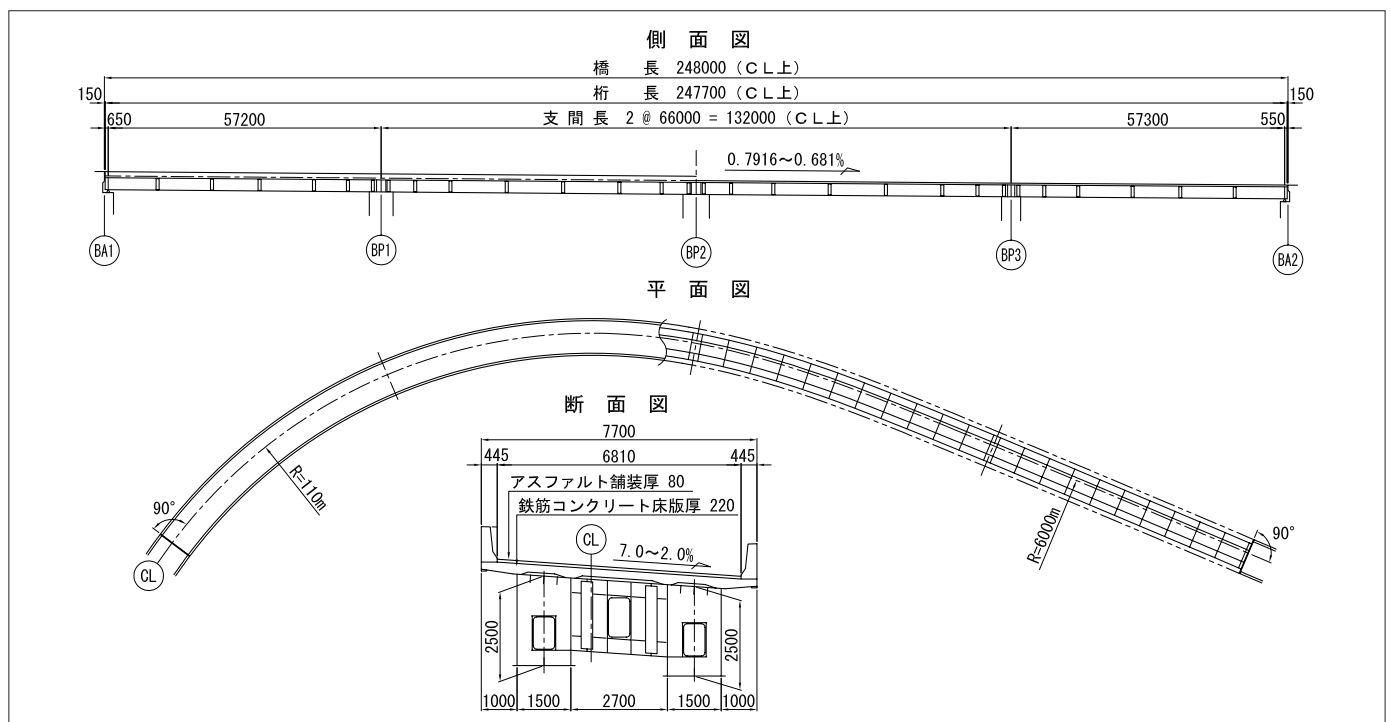 側 面 図
橋 長 248000 (CL上)
150 桁 長 247700 (CL上) 150
650 57200 支間長 2 @ 66000 = 132000 (CL上) 57300 550
0.7916～0.681%
BA1 BP1 BP2 BP3 BA2
平 面 図
R=110m
90°
CL
R=6000m
90°
断 面 図
7700
445 6810 445
アスファルト舗装厚 80
鉄筋コンクリート床版厚 220
CL
7.0～2.0%
2500 2500
1000 1500 2700 1500 1000